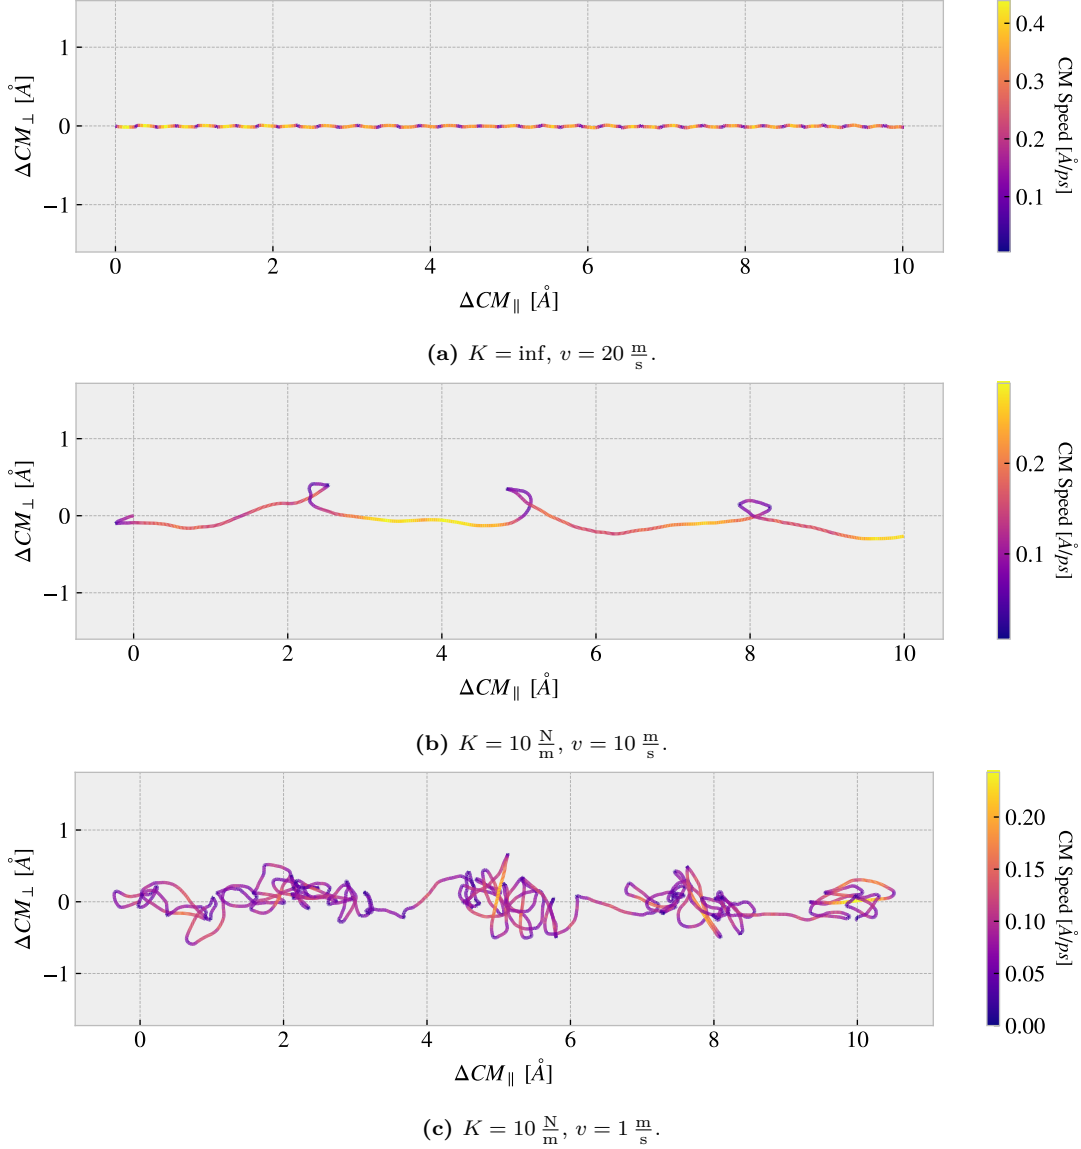 1
0
−1
ΔCM⊥ [Å]
0 2 4 6 8 10
ΔCM∥ [Å]
0.4
0.3
0.2
0.1
CM Speed [Å/ps]
(a) K = inf, v = 20 m/s.
1
0
−1
ΔCM⊥ [Å]
0 2 4 6 8 10
ΔCM∥ [Å]
0.2
0.1
CM Speed [Å/ps]
(b) K = 10 N/m, v = 10 m/s.
1
0
−1
ΔCM⊥ [Å]
0 2 4 6 8 10
ΔCM∥ [Å]
0.20
0.15
0.10
0.05
0.00
CM Speed [Å/ps]
(c) K = 10 N/m, v = 1 m/s.